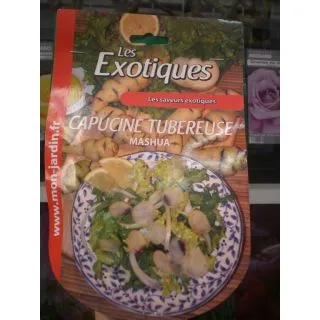 Les
Exotiques
Les saveurs exotiques
CAPUCINE TUBEREUSE
MASHUA
www.mon-jardin.fr